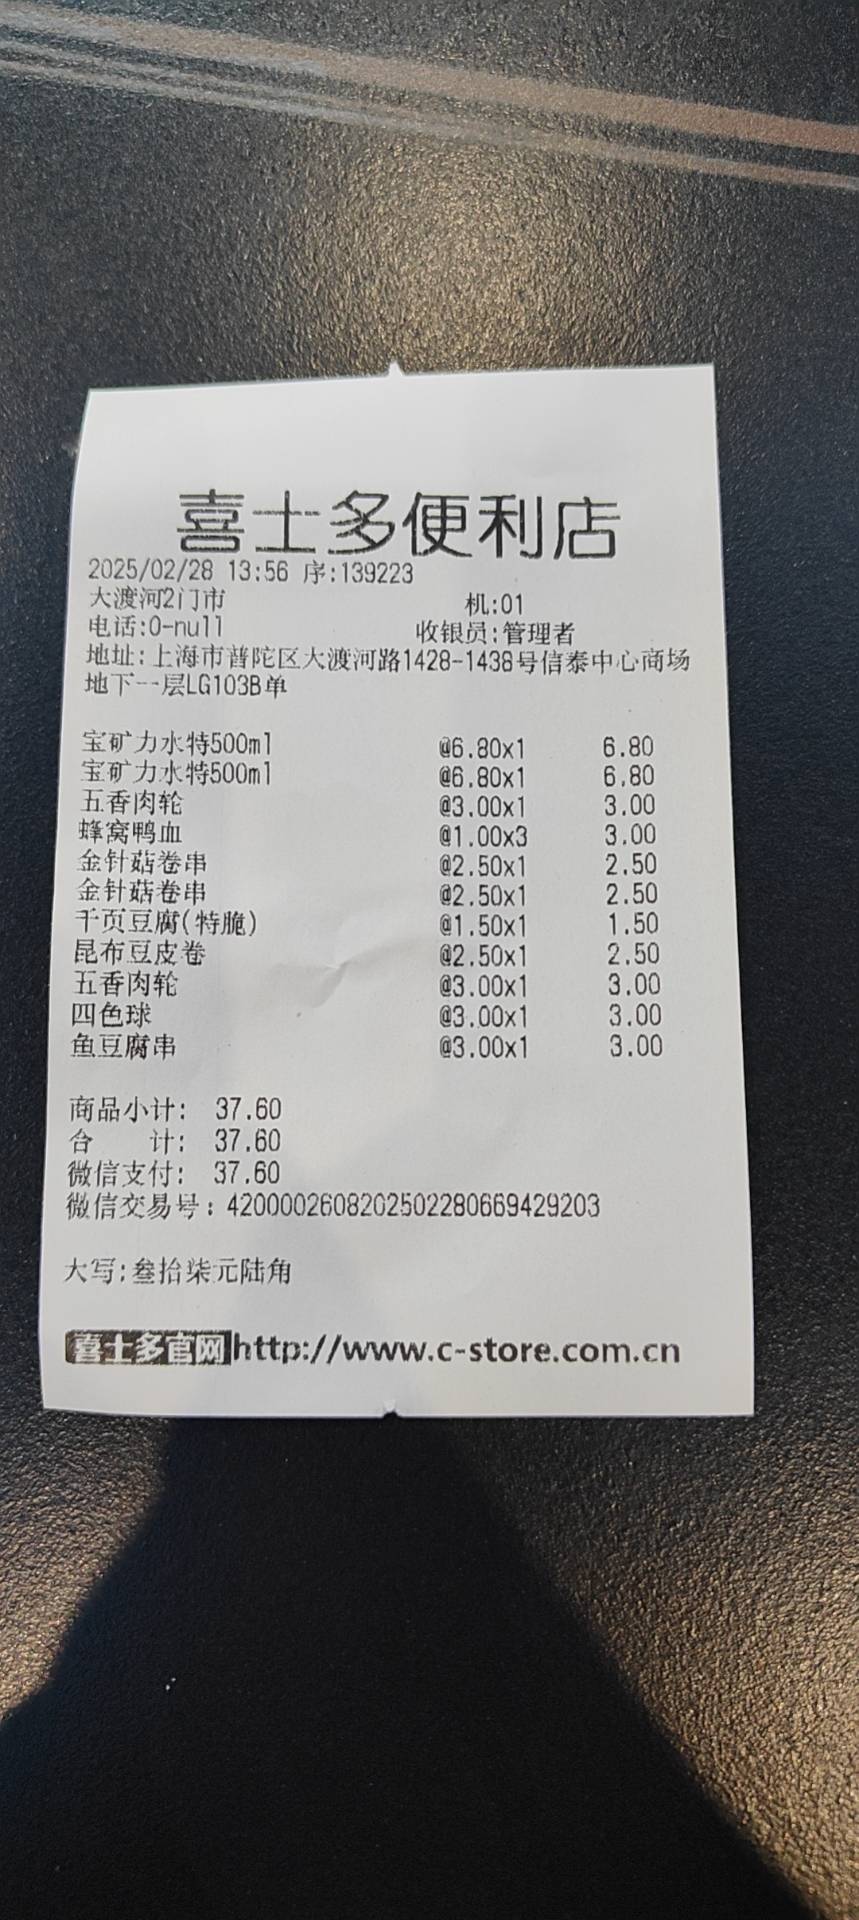 喜士多便利店
2025/02/28 13:56 序:139223
大渡河2门市 机:01
电话:0-null 收银员:管理者
地址:上海市普陀区大渡河路1428-1438号信泰中心商场
地下一层LG103B单
宝矿力水特500ml @6.80x1 6.80
宝矿力水特500ml @6.80x1 6.80
五香肉轮 @3.00x1 3.00
蜂窝鸭血 @1.00x3 3.00
金针菇卷串 @2.50x1 2.50
金针菇卷串 @2.50x1 2.50
千页豆腐(特脆) @1.50x1 1.50
昆布豆皮卷 @2.50x1 2.50
五香肉轮 @3.00x1 3.00
四色球 @3.00x1 3.00
鱼豆腐串 @3.00x1 3.00
商品小计: 37.60
合 计: 37.60
微信支付: 37.60
微信交易号:4200002608202502280669429203
大写:叁拾柒元陆角
喜士多官网http://www.c-store.com.cn